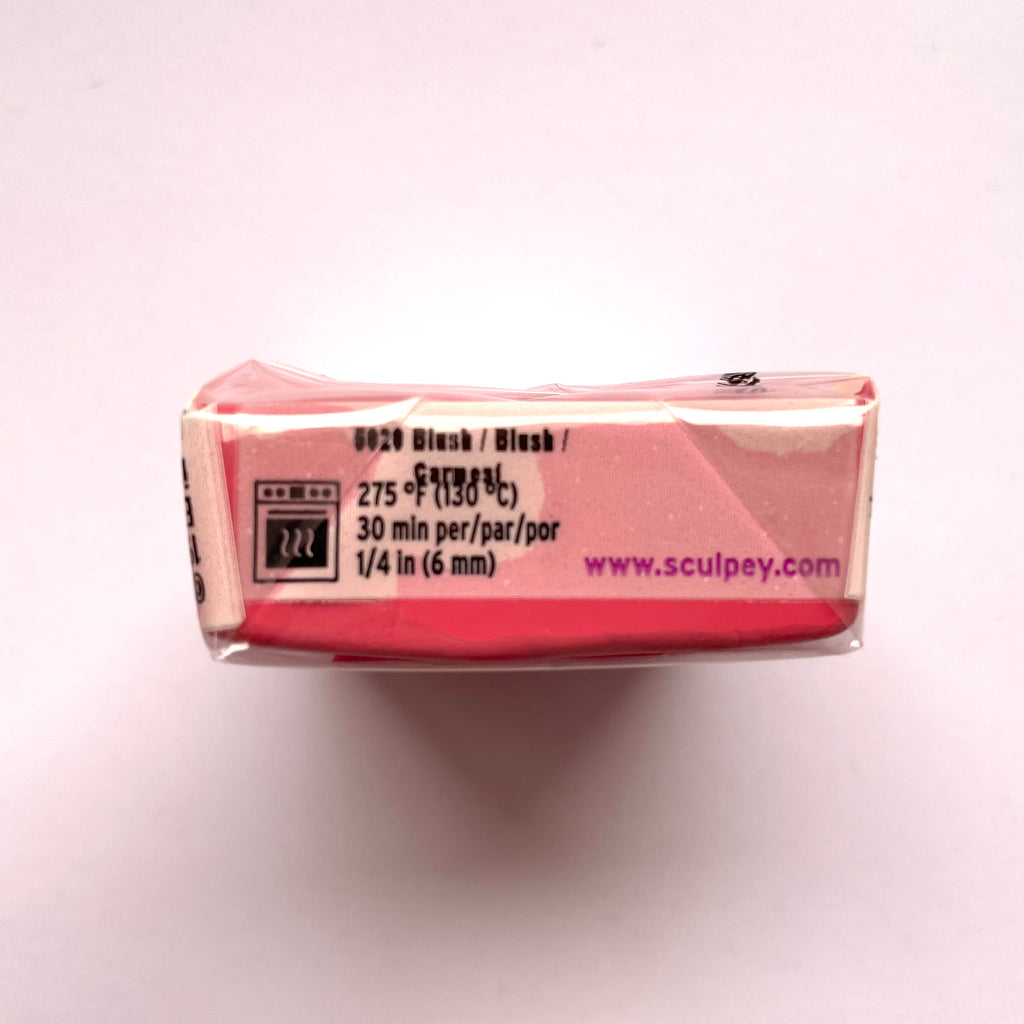 5020 Blush / Blush /
Carmesí
275 °F (130 °C)
30 min per/par/por
1/4 in (6 mm)
www.sculpey.com